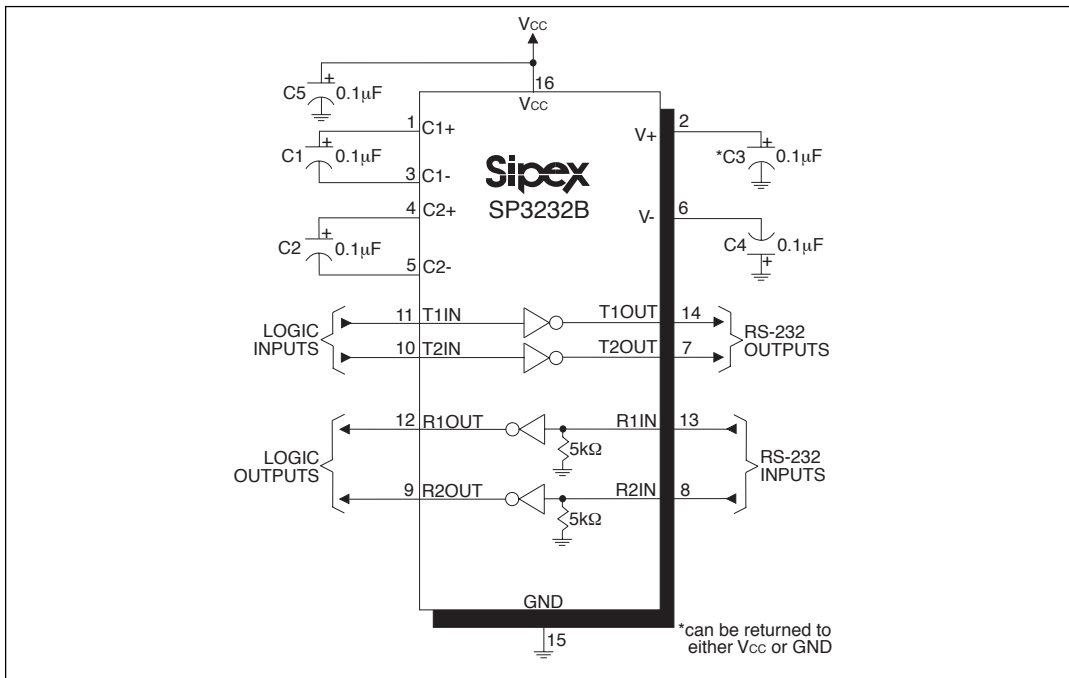 VCC
C5
+
0.1µF
16
VCC
1
C1+
C1
+
0.1µF
3
C1-
4
C2+
C2
+
0.1µF
5
C2-
Sipex
SP3232B
V+
2
*C3
+
0.1µF
V-
6
C4
0.1µF
+
LOGIC
INPUTS
11
T1IN
T1OUT
14
10
T2IN
T2OUT
7
RS-232
OUTPUTS
LOGIC
OUTPUTS
12
R1OUT
R1IN
13
5kΩ
9
R2OUT
R2IN
8
5kΩ
RS-232
INPUTS
GND
15
*can be returned to
either VCC or GND